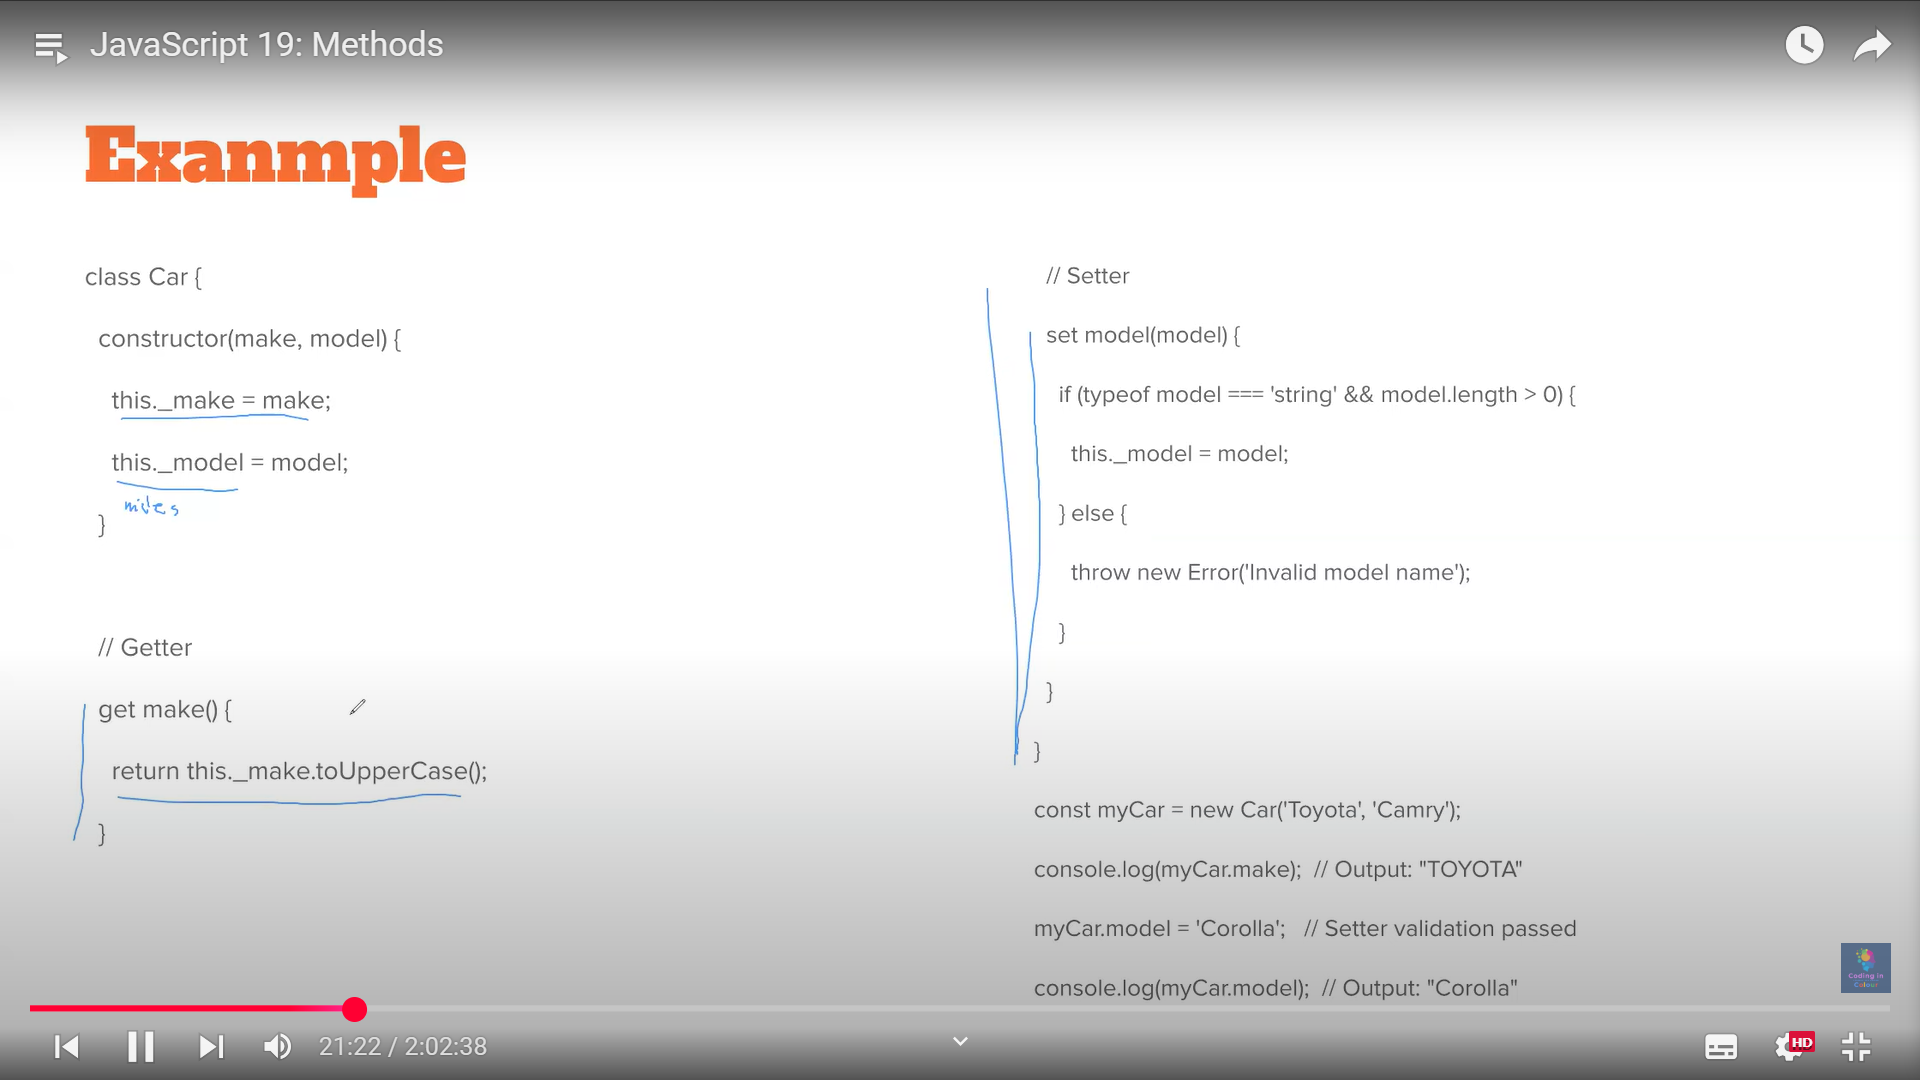 JavaScript 19: Methods
Exanmple
class Car {
constructor(make, model) {
this._make = make;
this._model = model;
}
// Getter
get make() {
return this._make.toUpperCase();
}
// Setter
set model(model) {
if (typeof model === 'string' && model.length > 0) {
this._model = model;
} else {
throw new Error('Invalid model name');
}
}
}
const myCar = new Car('Toyota', 'Camry');
console.log(myCar.make);  // Output: "TOYOTA"
myCar.model = 'Corolla';   // Setter validation passed
console.log(myCar.model);  // Output: "Corolla"
Coding in
Colour
21:22 / 2:02:38
HD